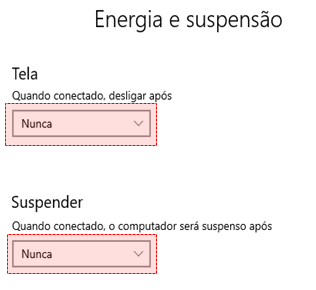 Energia e suspensão
Tela
Quando conectado, desligar após
Nunca
Suspender
Quando conectado, o computador será suspenso após
Nunca